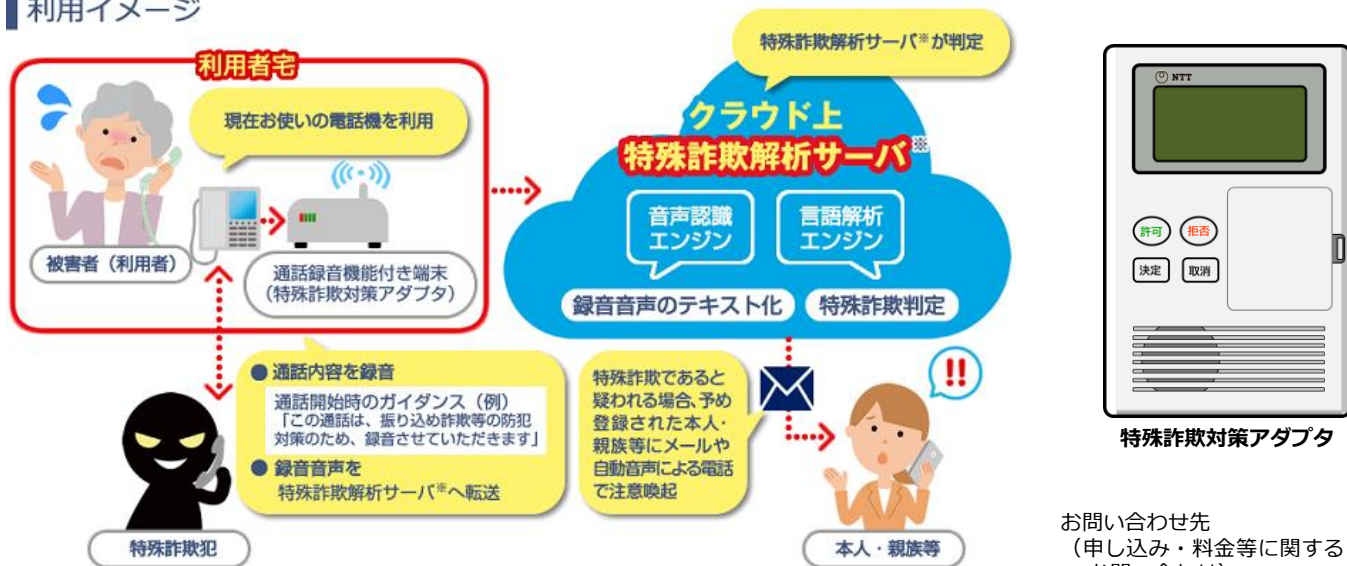 利用イメージ
特殊詐欺解析サーバ※が判定
利用者宅
現在お使いの電話機を利用
クラウド上
特殊詐欺解析サーバ※
音声認識
エンジン
言語解析
エンジン
被害者（利用者）
通話録音機能付き端末
（特殊詐欺対策アダプタ）
録音音声のテキスト化
特殊詐欺判定
●通話内容を録音
通話開始時のガイダンス（例）
「この通話は、振り込め詐欺等の防犯
対策のため、録音させていただきます」
●録音音声を
特殊詐欺解析サーバ※へ転送
特殊詐欺であると
疑われる場合、予め
登録された本人・
親族等にメールや
自動音声による電話
で注意喚起
!!
特殊詐欺犯
本人・親族等
NTT
許可
拒否
決定
取消
特殊詐欺対策アダプタ
お問い合わせ先
（申し込み・料金等に関する